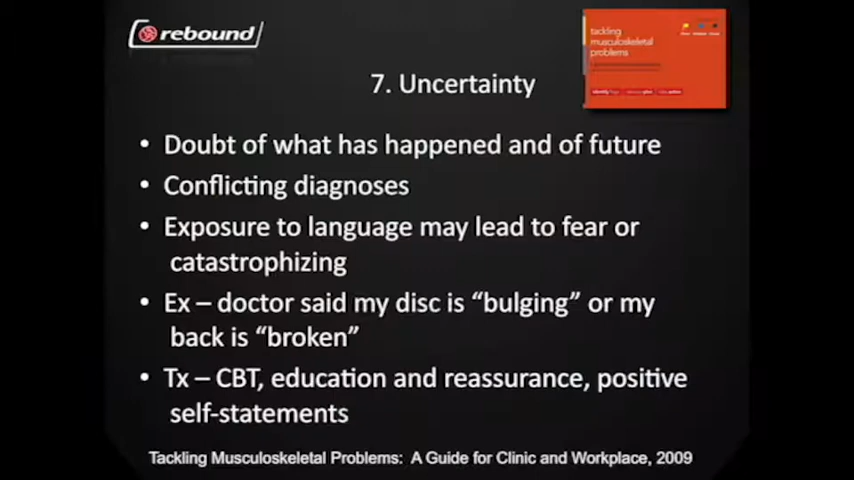 rebound
tackling
musculoskeletal
problems
7. Uncertainty
• Doubt of what has happened and of future
• Conflicting diagnoses
• Exposure to language may lead to fear or
catastrophizing
• Ex – doctor said my disc is “bulging” or my
back is “broken”
• Tx – CBT, education and reassurance, positive
self-statements
Tackling Musculoskeletal Problems: A Guide for Clinic and Workplace, 2009